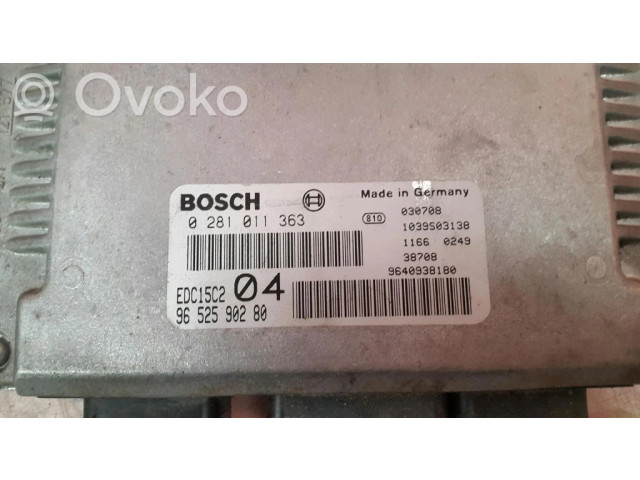 Ovoko
BOSCH
Made in Germany
0 281 011 363
810
030708
1039S03138
1166 0249
38708
9640938180
EDC15C2 04
96 525 902 80